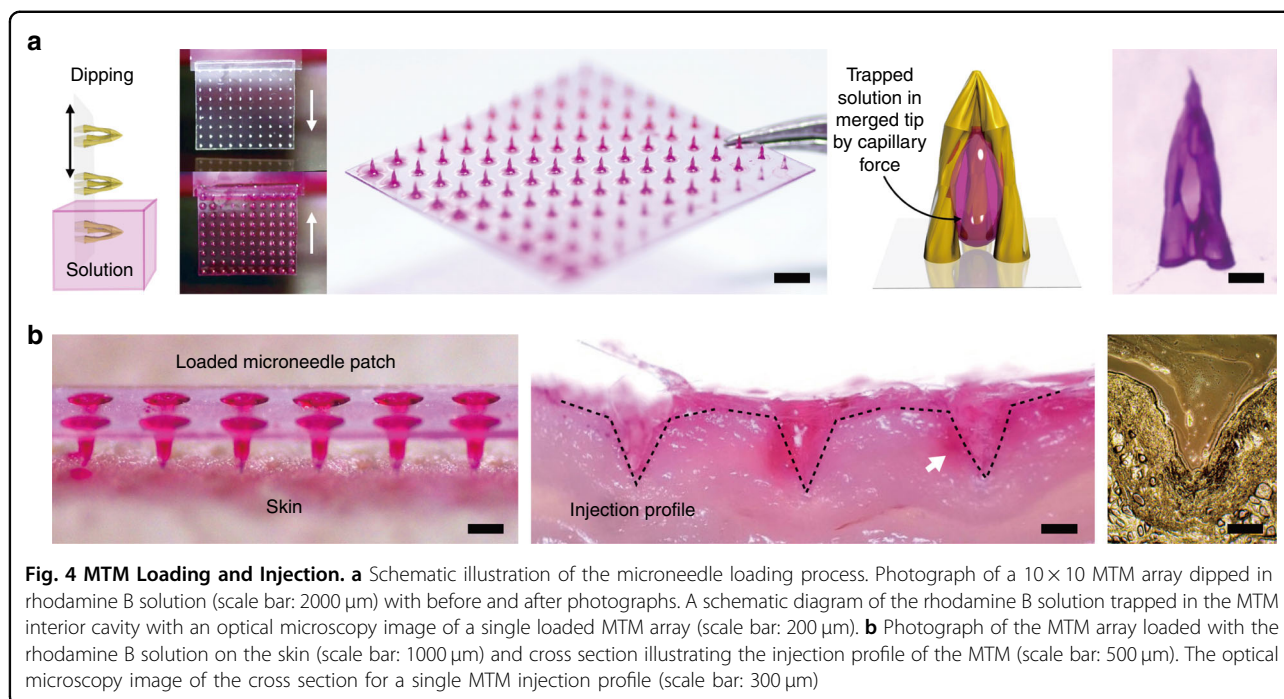 a
Dipping
Solution
Trapped
solution in
merged tip
by capillary
force
b
Loaded microneedle patch
Skin
Injection profile
Fig. 4 MTM Loading and Injection. a Schematic illustration of the microneedle loading process. Photograph of a 10 × 10 MTM array dipped in
rhodamine B solution (scale bar: 2000 μm) with before and after photographs. A schematic diagram of the rhodamine B solution trapped in the MTM
interior cavity with an optical microscopy image of a single loaded MTM array (scale bar: 200 μm). b Photograph of the MTM array loaded with the
rhodamine B solution on the skin (scale bar: 1000 μm) and cross section illustrating the injection profile of the MTM (scale bar: 500 μm). The optical
microscopy image of the cross section for a single MTM injection profile (scale bar: 300 μm)